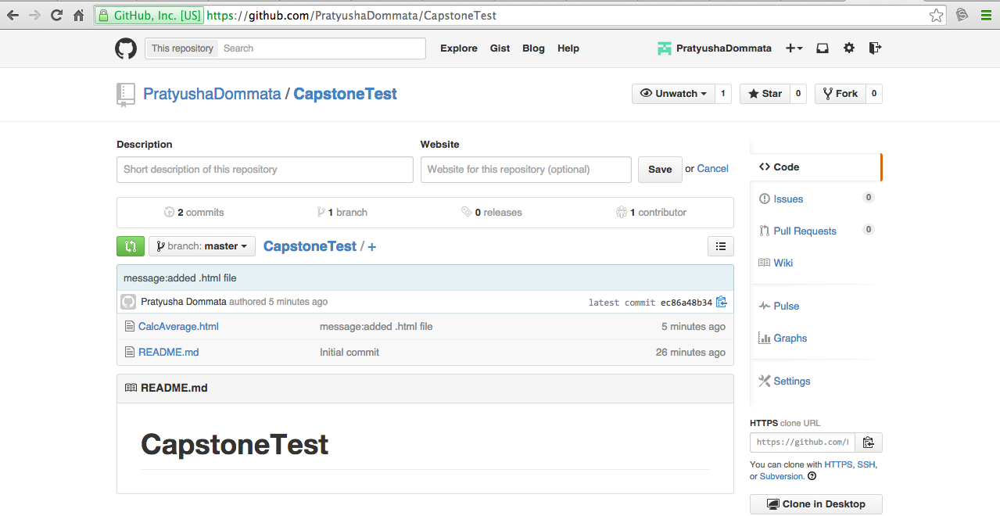 GitHub, Inc. [US] https://github.com/PratyushaDommata/CapstoneTest
This repository Search Explore Gist Blog Help PratyushaDommata
PratyushaDommata / CapstoneTest Unwatch 1 Star 0 Fork 0
Description Website
Short description of this repository Website for this repository (optional) Save or Cancel
2 commits 1 branch 0 releases 1 contributor
branch: master CapstoneTest / +
message:added .html file
Pratyusha Dommata authored 5 minutes ago latest commit ec86a48b34
CalcAverage.html message:added .html file 5 minutes ago
README.md Initial commit 26 minutes ago
README.md
CapstoneTest
Code
Issues 0
Pull Requests 0
Wiki
Pulse
Graphs
Settings
HTTPS clone URL
https://github.com/
You can clone with HTTPS, SSH,
or Subversion.
Clone in Desktop